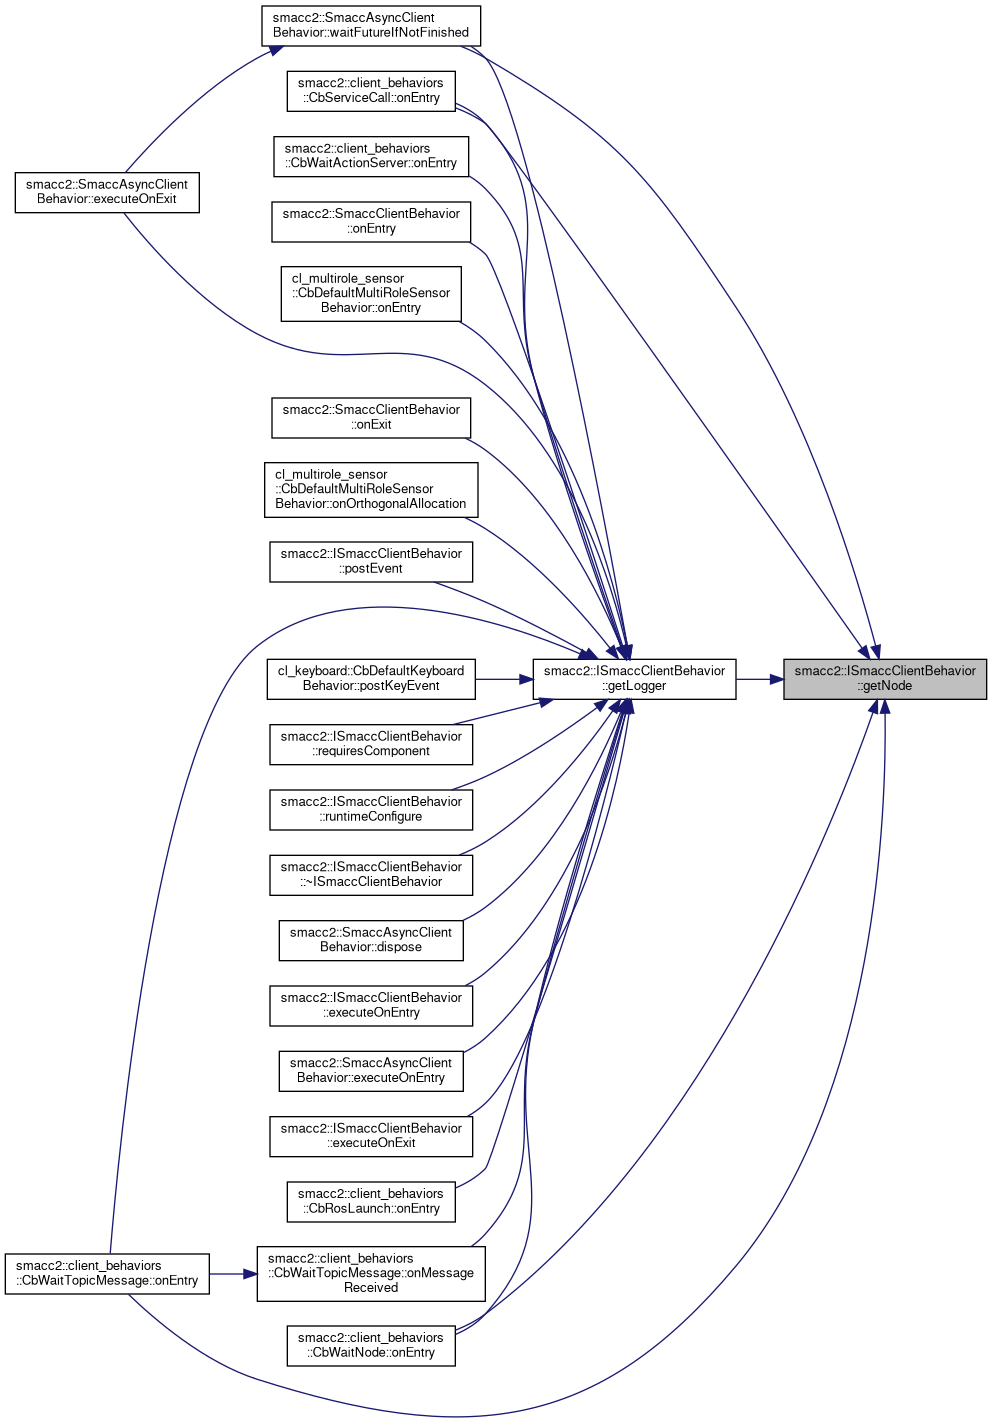 smacc2::SmaccAsyncClient
Behavior::waitFutureIfNotFinished
smacc2::client_behaviors
::CbServiceCall::onEntry
smacc2::client_behaviors
::CbWaitActionServer::onEntry
smacc2::SmaccAsyncClient
Behavior::executeOnExit
smacc2::SmaccClientBehavior
::onEntry
cl_multirole_sensor
::CbDefaultMultiRoleSensor
Behavior::onEntry
smacc2::SmaccClientBehavior
::onExit
cl_multirole_sensor
::CbDefaultMultiRoleSensor
Behavior::onOrthogonalAllocation
smacc2::ISmaccClientBehavior
::postEvent
cl_keyboard::CbDefaultKeyboard
Behavior::postKeyEvent
smacc2::ISmaccClientBehavior
::getLogger
smacc2::ISmaccClientBehavior
::getNode
smacc2::ISmaccClientBehavior
::requiresComponent
smacc2::ISmaccClientBehavior
::runtimeConfigure
smacc2::ISmaccClientBehavior
::~ISmaccClientBehavior
smacc2::SmaccAsyncClient
Behavior::dispose
smacc2::ISmaccClientBehavior
::executeOnEntry
smacc2::SmaccAsyncClient
Behavior::executeOnEntry
smacc2::ISmaccClientBehavior
::executeOnExit
smacc2::client_behaviors
::CbRosLaunch::onEntry
smacc2::client_behaviors
::CbWaitTopicMessage::onEntry
smacc2::client_behaviors
::CbWaitTopicMessage::onMessage
Received
smacc2::client_behaviors
::CbWaitNode::onEntry